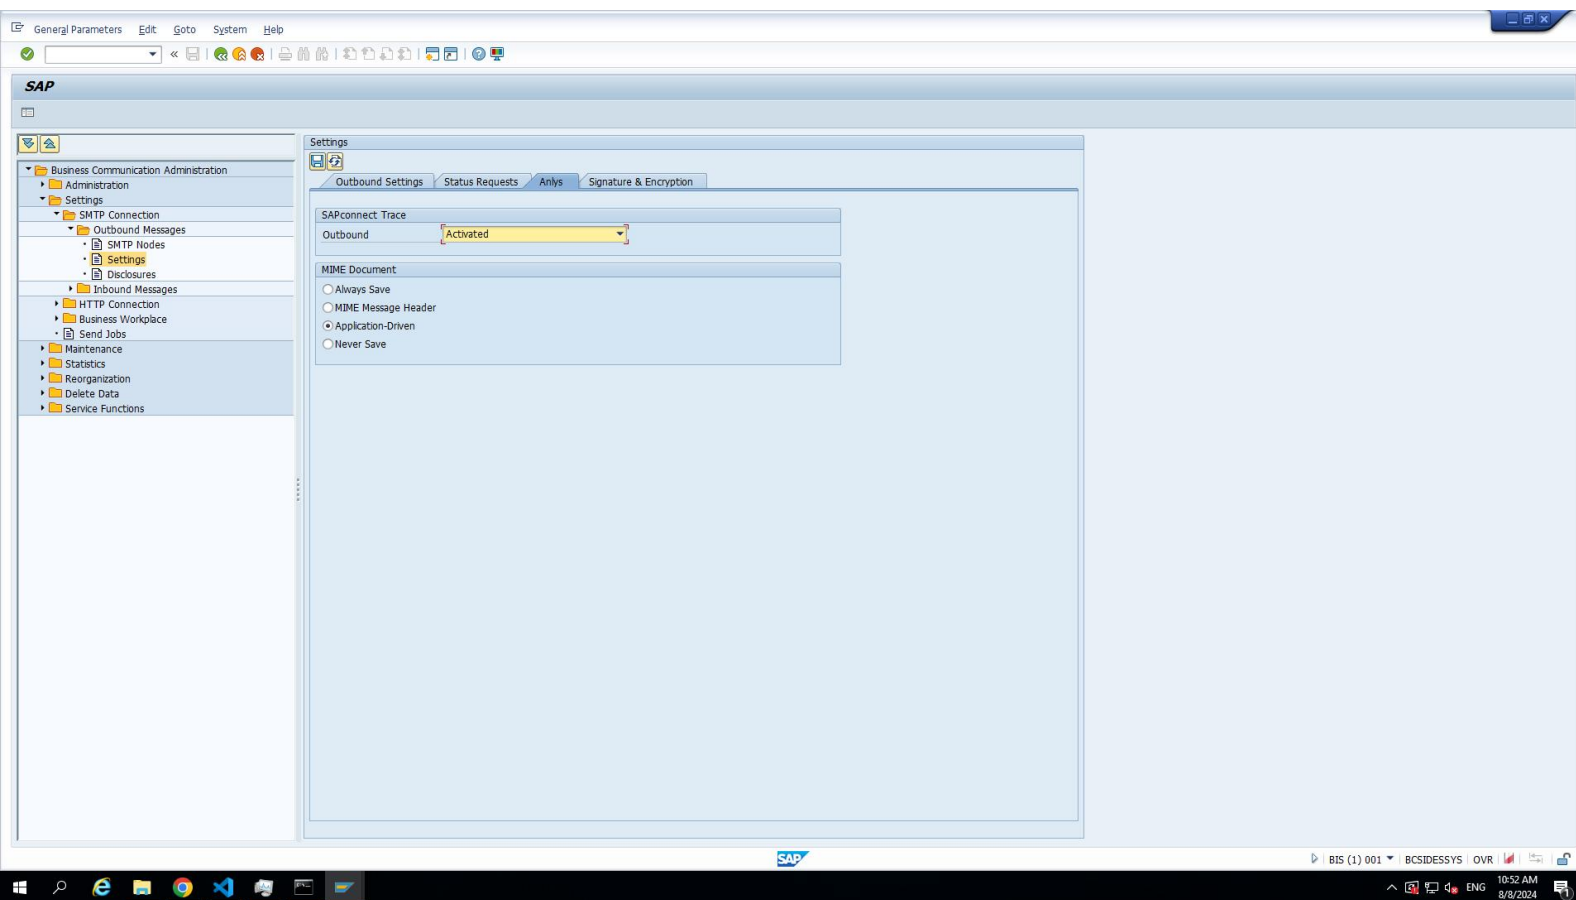 General Parameters Edit Goto System Help
SAP
Settings
Outbound Settings Status Requests Anlys Signature & Encryption
Business Communication Administration
Administration
Settings
SMTP Connection
Outbound Messages
SMTP Nodes
Settings
Disclosures
Inbound Messages
HTTP Connection
Business Workplace
Send Jobs
Maintenance
Statistics
Reorganization
Delete Data
Service Functions
SAPconnect Trace
Outbound Activated
MIME Document
Always Save
MIME Message Header
Application-Driven
Never Save
SAP
BIS (1) 001 BCSIDESSYS OVR
ENG 10:52 AM
8/8/2024